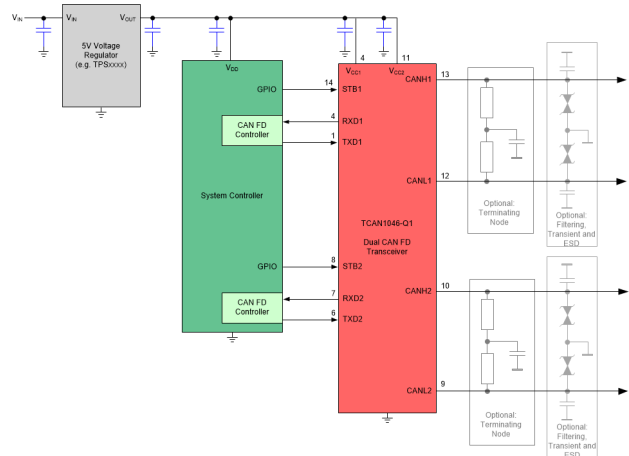 VIN
VIN
VOUT
5V Voltage
Regulator
(e.g. TPSxxxx)
4
11
VDD
VCC1
VCC2
CANH1
13
GPIO
14
STB1
CAN FD
Controller
4
RXD1
1
TXD1
CANL1
12
System Controller
TCAN1046-Q1
Dual CAN FD
Transceiver
Optional:
Terminating
Node
Optional:
Filtering,
Transient and
ESD
GPIO
8
STB2
CAN FD
Controller
7
RXD2
6
TXD2
CANH2
10
CANL2
9
Optional:
Terminating
Node
Optional:
Filtering,
Transient and
ESD